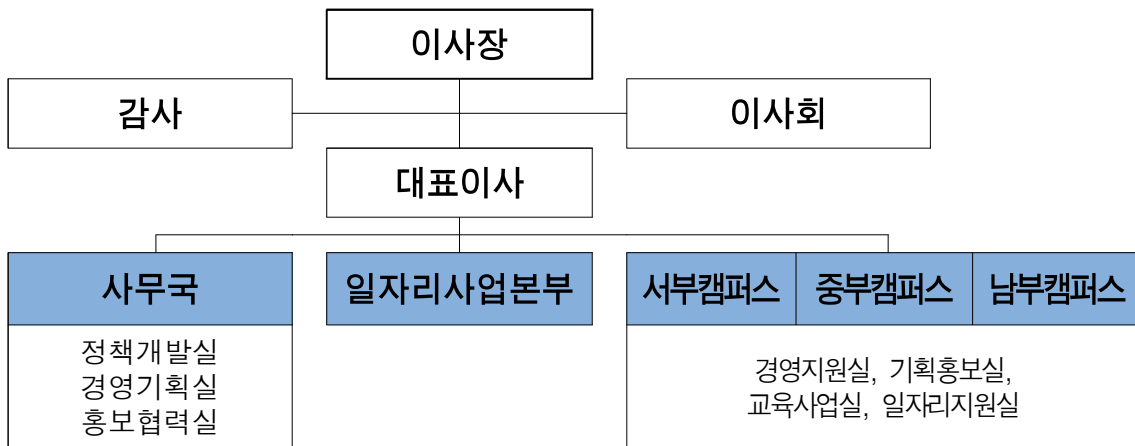 이사장
감사
이사회
대표이사
사무국
일자리사업본부
서부캠퍼스
중부캠퍼스
남부캠퍼스
정책개발실
경영기획실
홍보협력실
경영지원실, 기획홍보실,
교육사업실, 일자리지원실